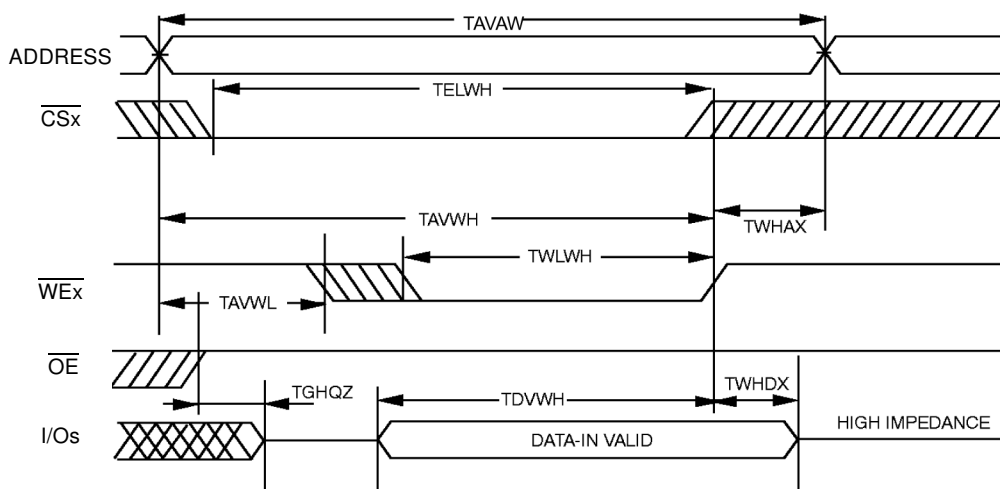 TAVAW
ADDRESS
TELWH
CSx
TAVWH
TWHAX
TWLWH
WEx
TAVWL
OE
TGHQZ
TDVWH
TWHDX
I/Os
DATA-IN VALID
HIGH IMPEDANCE